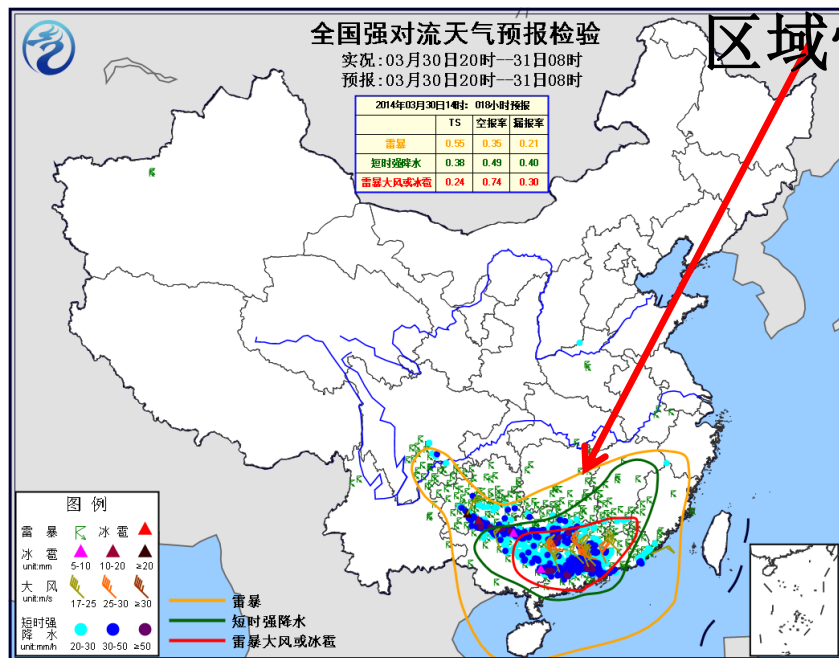 全国强对流天气预报检验
区域
实况:03月30日20时--31日08时
预报:03月30日20时--31日08时
2014年03月30日14时: 018小时预报
TS 空报率 漏报率
雷暴 0.55 0.35 0.21
短时强降水 0.38 0.49 0.40
雷暴大风或冰雹 0.24 0.74 0.30
图 例
雷 暴 冰 雹
冰 雹
unit:mm 5-10 10-20 ≥20
大 风
unit:m/s 17-25 25-30 ≥30
短时强
降 水
unit:mm/h 20-30 30-50 ≥50
雷暴
短时强降水
雷暴大风或冰雹